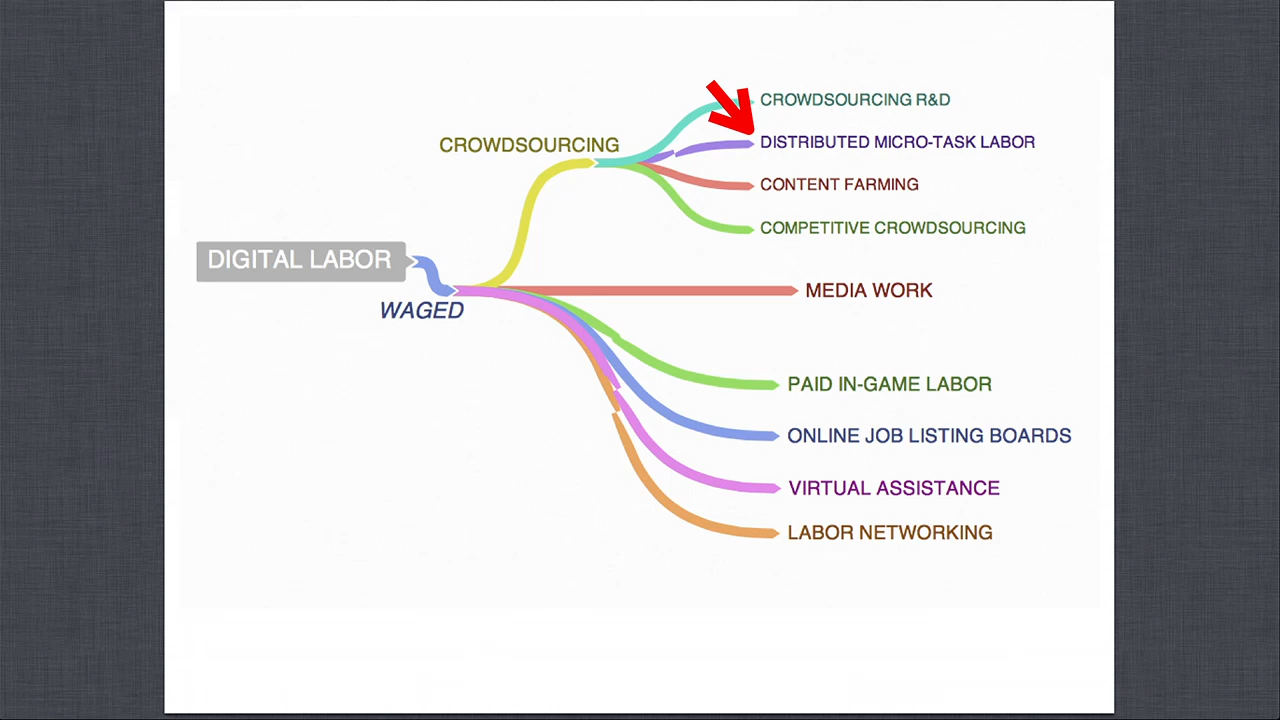 CROWDSOURCING R&D
CROWDSOURCING
DISTRIBUTED MICRO-TASK LABOR
CONTENT FARMING
COMPETITIVE CROWDSOURCING
DIGITAL LABOR
WAGED
MEDIA WORK
PAID IN-GAME LABOR
ONLINE JOB LISTING BOARDS
VIRTUAL ASSISTANCE
LABOR NETWORKING